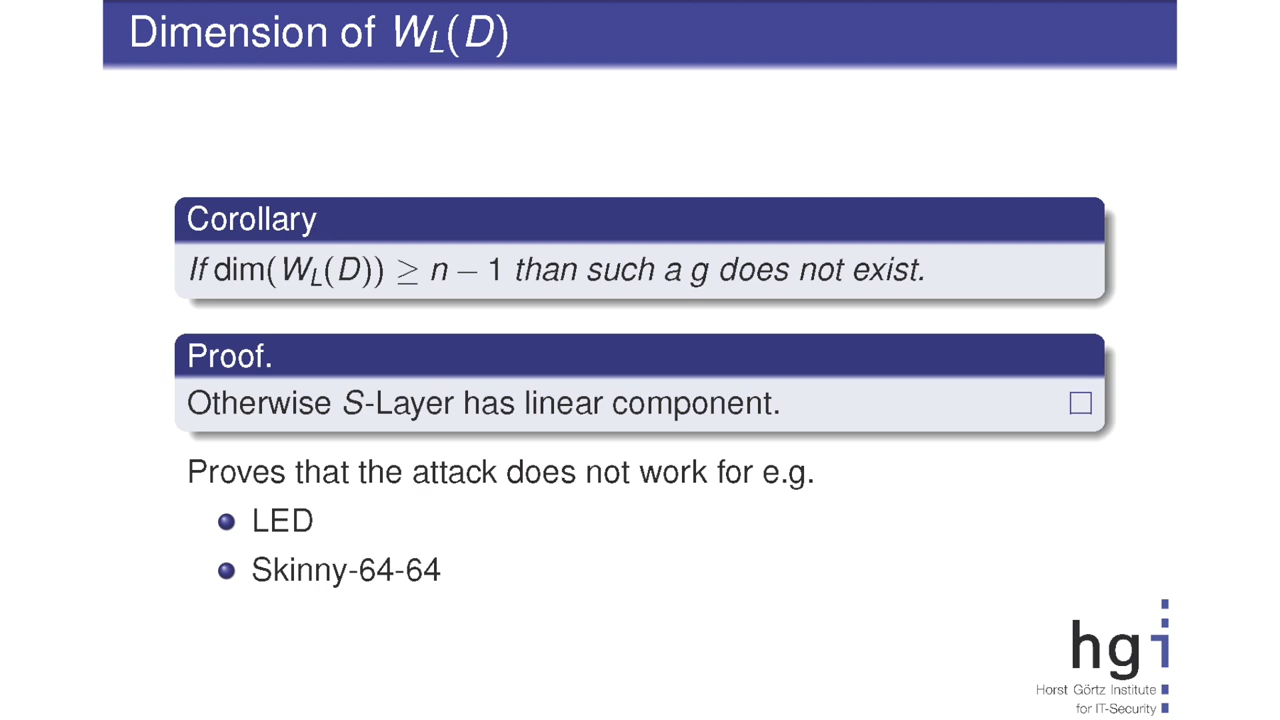 Dimension of W_L(D)
Corollary
If dim(W_L(D)) ≥ n − 1 than such a g does not exist.
Proof.
Otherwise S-Layer has linear component. □
Proves that the attack does not work for e.g.
LED
Skinny-64-64
hgi
Horst Görtz Institute
for IT-Security